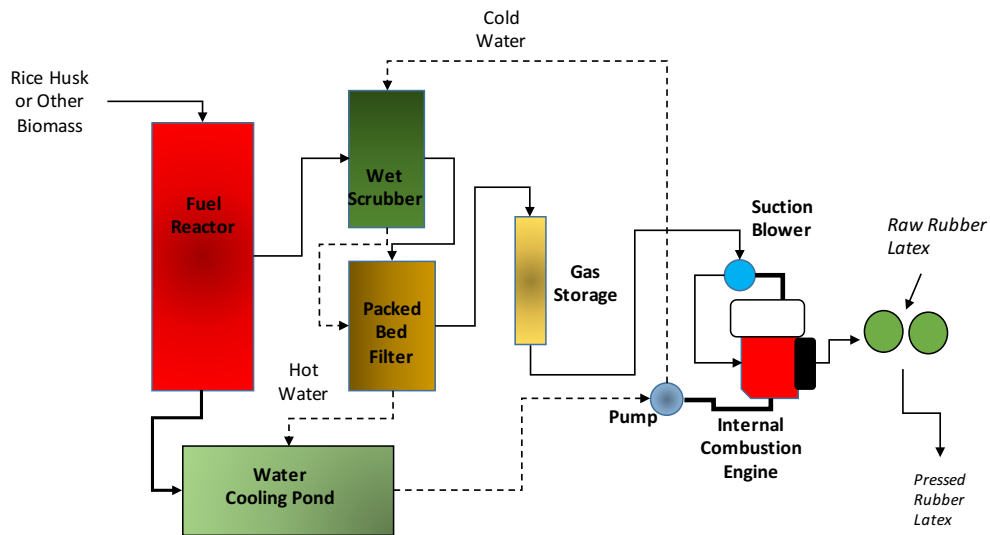 Cold
Water
Rice Husk
or Other
Biomass
Wet
Scrubber
Fuel
Reactor
Suction
Blower
Raw Rubber
Latex
Gas
Storage
Packed
Bed
Filter
Hot
Water
Pump
Internal
Combustion
Engine
Water
Cooling Pond
Pressed
Rubber
Latex